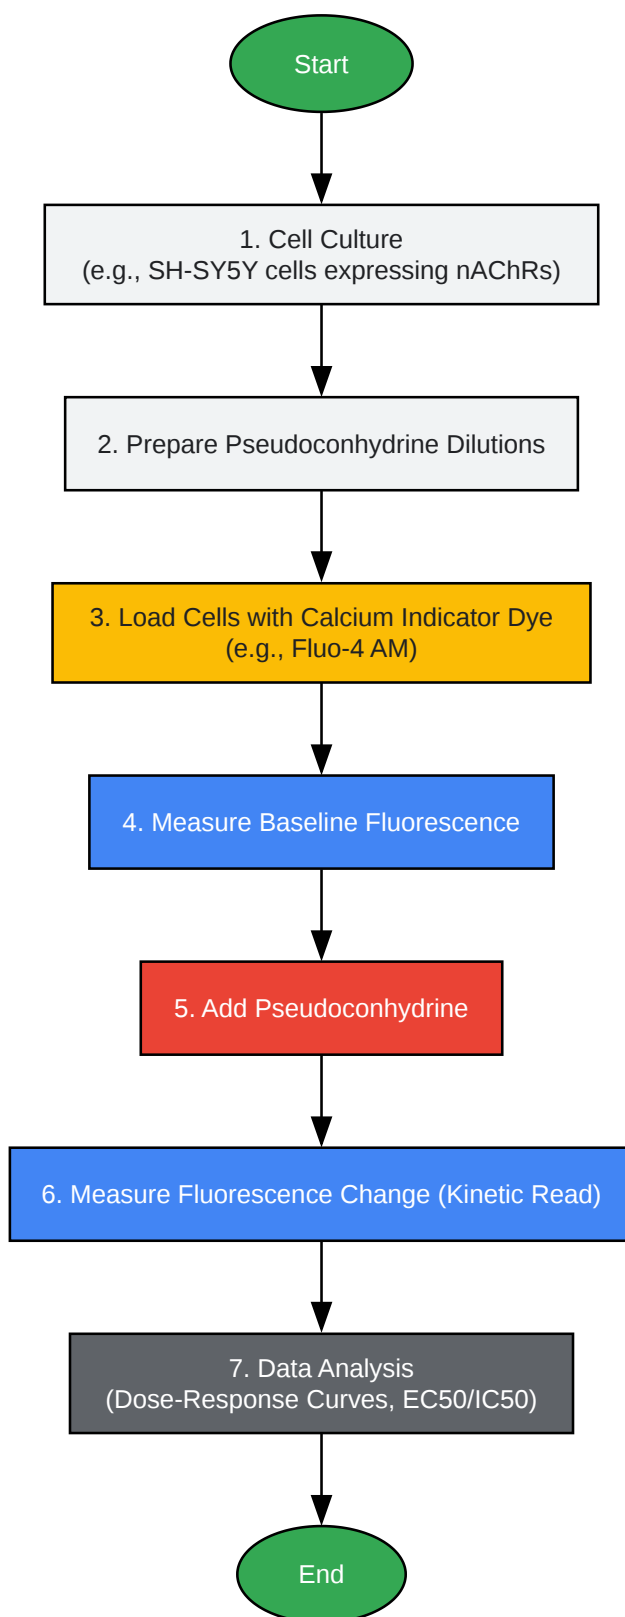 Start
1. Cell Culture
(e.g., SH-SY5Y cells expressing nAChRs)
2. Prepare Pseudoconhydrine Dilutions
3. Load Cells with Calcium Indicator Dye
(e.g., Fluo-4 AM)
4. Measure Baseline Fluorescence
5. Add Pseudoconhydrine
6. Measure Fluorescence Change (Kinetic Read)
7. Data Analysis
(Dose-Response Curves, EC50/IC50)
End